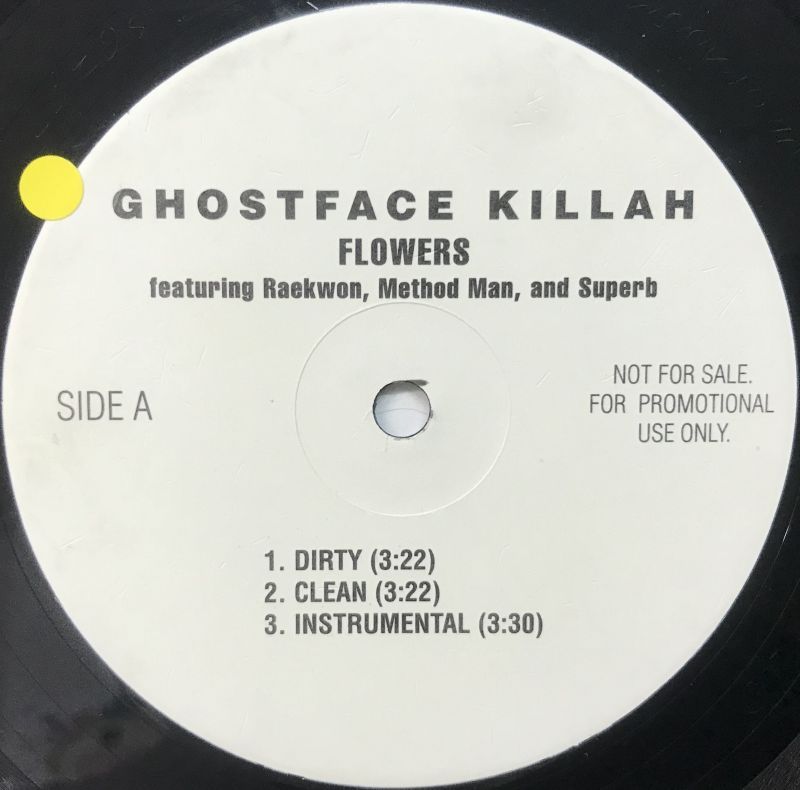 GHOSTFACE KILLAH
FLOWERS
featuring Raekwon, Method Man, and Superb
SIDE A
NOT FOR SALE.
FOR PROMOTIONAL
USE ONLY.
1. DIRTY (3:22)
2. CLEAN (3:22)
3. INSTRUMENTAL (3:30)